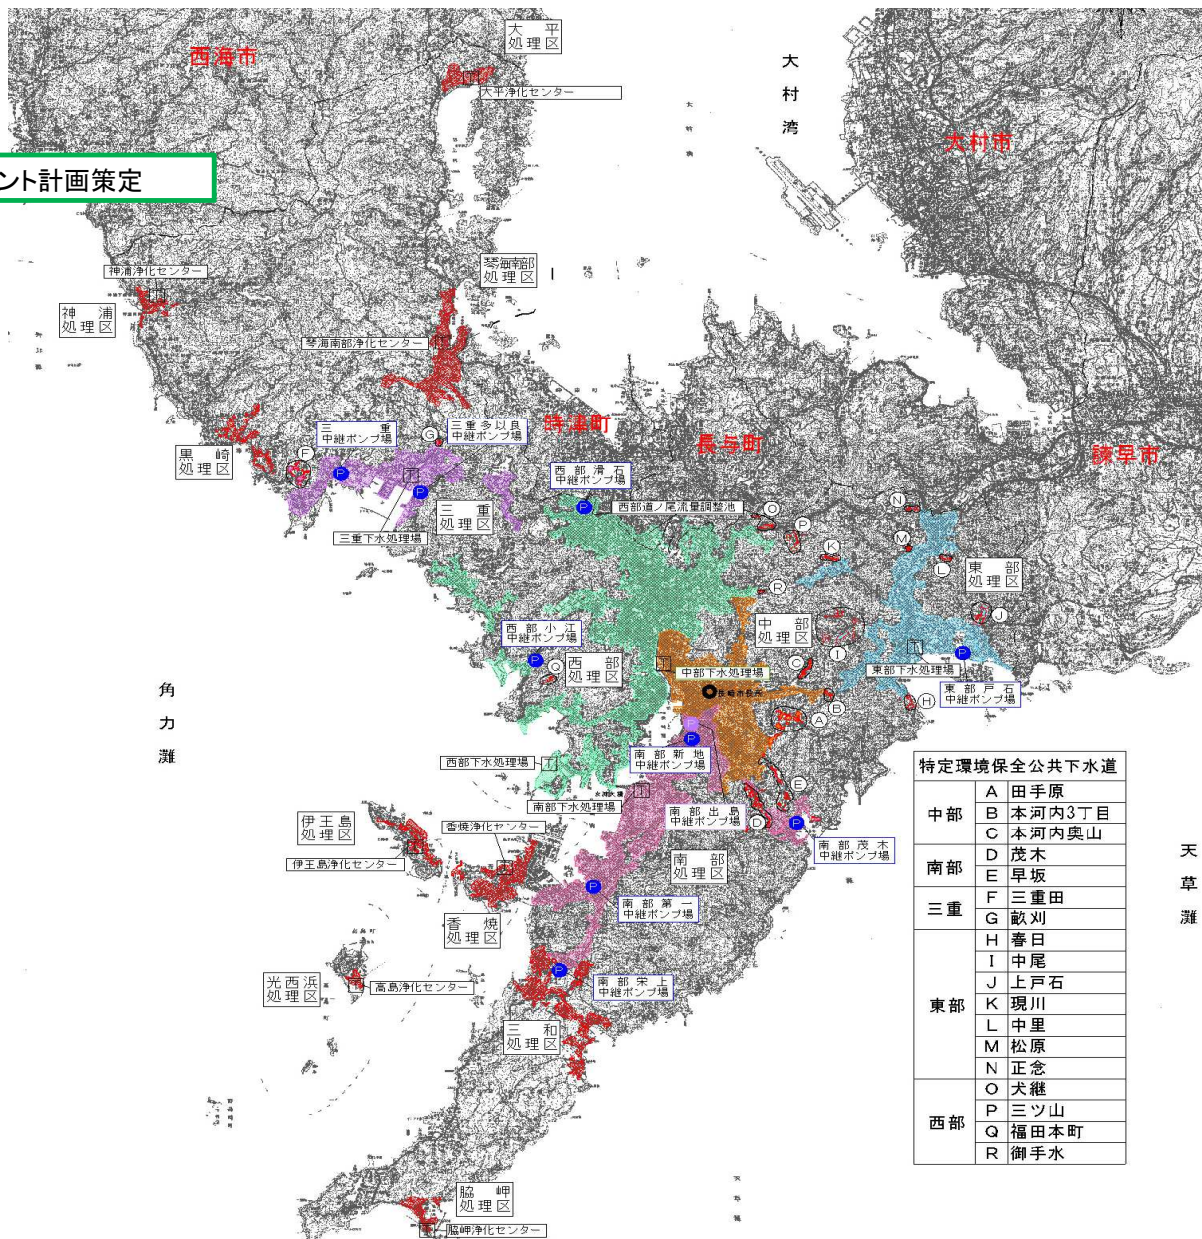 大平
処理区
西海市
大平浄化センター
大
村
湾
大村市
ント計画策定
神浦浄化センター
神浦
処理区
琴海南部
処理区
琴海南部浄化センター
時津町
長与町
諫早市
黒崎
処理区
F
三重
中継ポンプ場
G
三重多以良
中継ポンプ場
P
P
T
三重
処理区
三重下水処理場
西部滑石
中継ポンプ場
P
西部道ノ尾流量調整池
O
P
K
N
M
L
東部
処理区
J
R
中部
処理区
I
C
T
東部下水処理場
P
東部戸石
中継ポンプ場
H
B
A
西部小江
中継ポンプ場
P
Q
西部
処理区
T
中部下水処理場
長崎市役所
角
力
灘
P
P
南部新地
中継ポンプ場
西部下水処理場
T
南部下水処理場
T
南部出島
中継ポンプ場
E
D
P
南部茂木
中継ポンプ場
伊王島
処理区
香焼浄化センター
伊王島浄化センター
南部
処理区
P
南部第一
中継ポンプ場
香焼
処理区
光西浜
処理区
高島浄化センター
P
南部栄上
中継ポンプ場
三和
処理区
脇岬
処理区
脇岬浄化センター
天
草
灘
特定環境保全公共下水道
中部 A 田手原
B 本河内3丁目
C 本河内奥山
南部 D 茂木
E 早坂
三重 F 三重田
G 畝刈
東部 H 春日
I 中尾
J 上戸石
K 現川
L 中里
M 松原
N 正念
西部 O 犬継
P 三ツ山
Q 福田本町
R 御手水